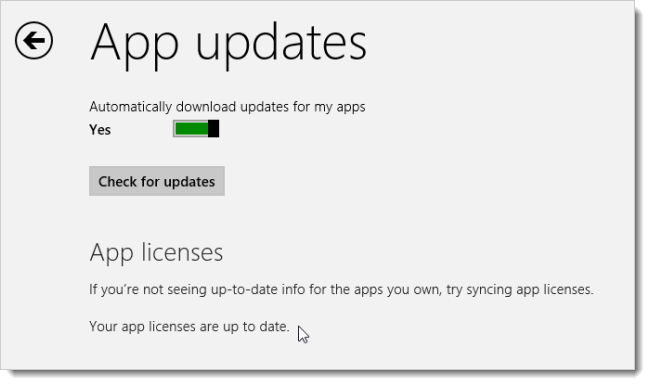 App updates
Automatically download updates for my apps
Yes
Check for updates
App licenses
If you're not seeing up-to-date info for the apps you own, try syncing app licenses.
Your app licenses are up to date.